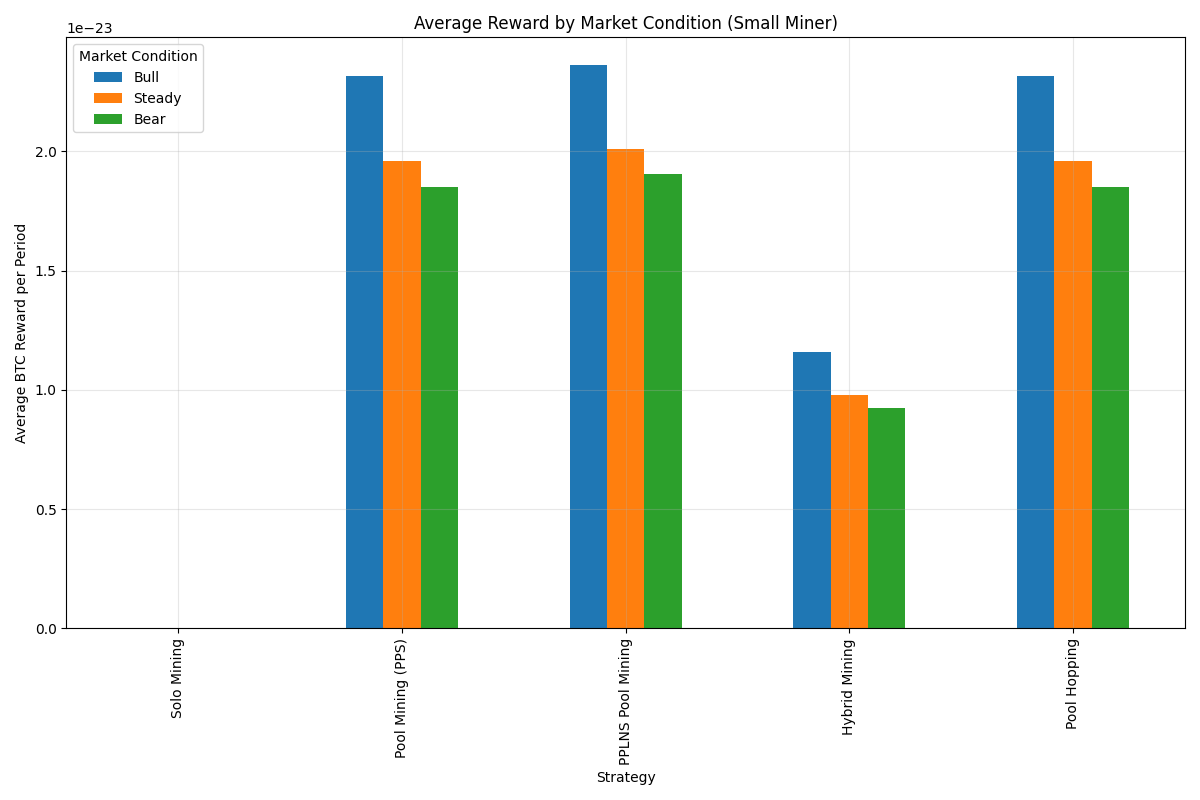 Average Reward by Market Condition (Small Miner)
1e−23
Market Condition
Bull
Steady
Bear
2.0
1.5
1.0
0.5
0.0
Average BTC Reward per Period
Solo Mining
Pool Mining (PPS)
PPLNS Pool Mining
Hybrid Mining
Pool Hopping
Strategy